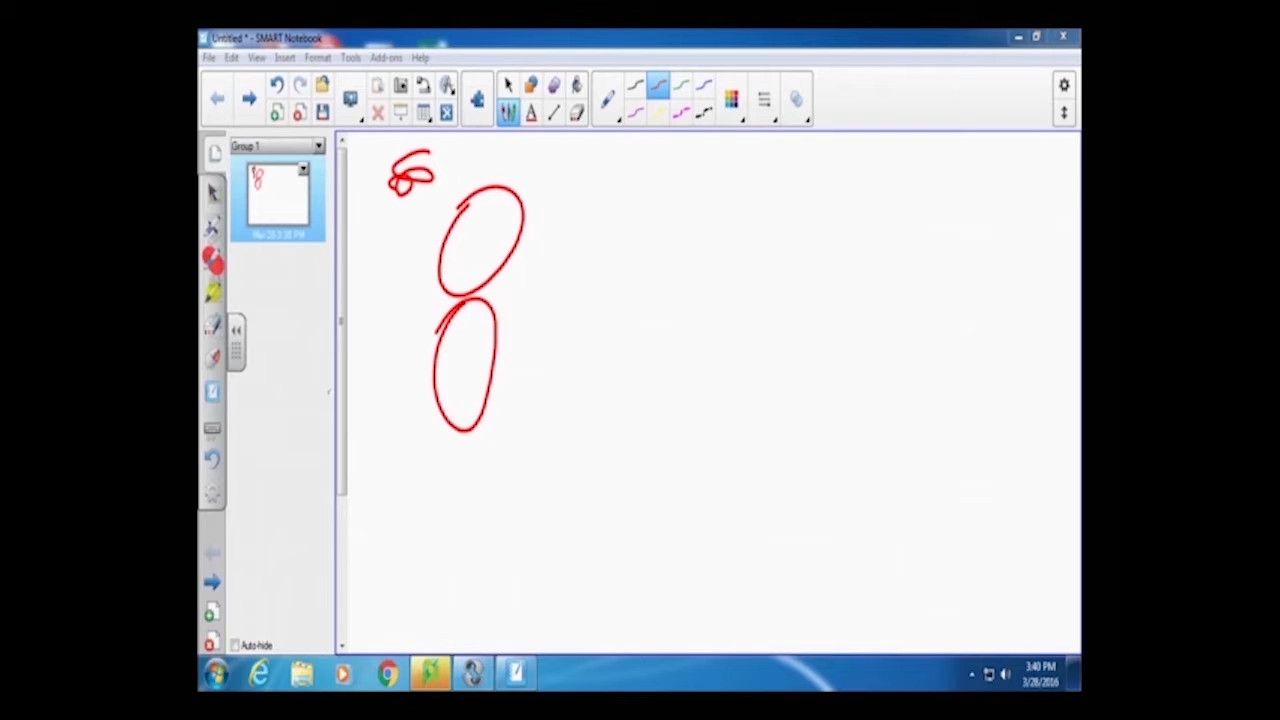 Untitled * - SMART Notebook
File Edit View Insert Format Tools Add-ons Help
Group 1
8
8
Auto-hide
3:40 PM
3/28/2016